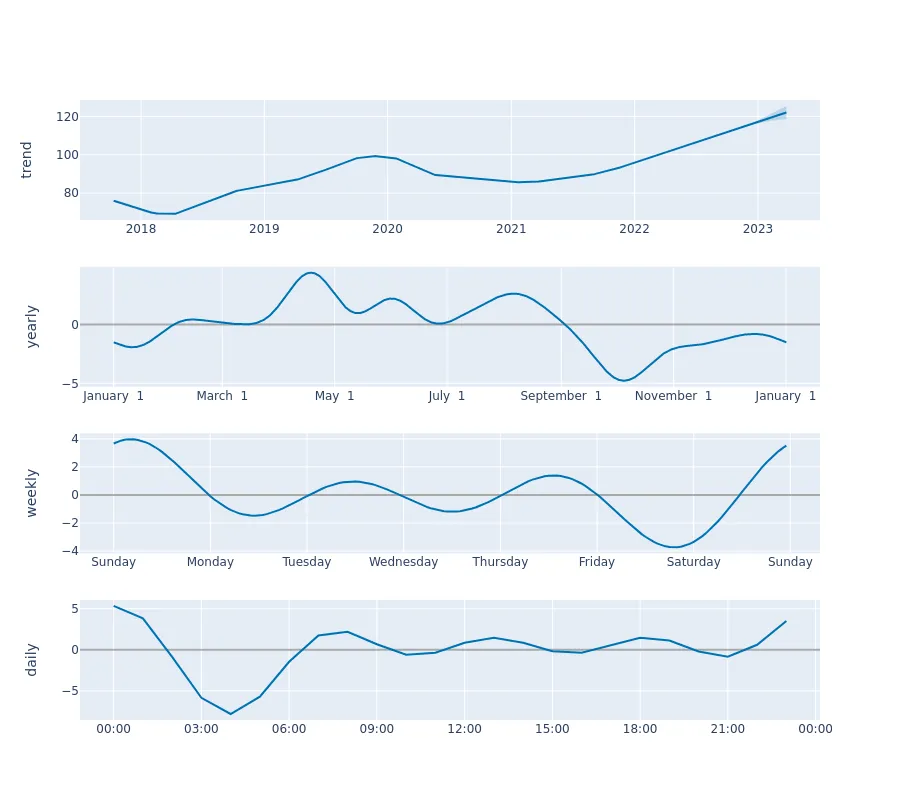 trend
120
100
80
2018 2019 2020 2021 2022 2023
yearly
0
−5
January 1 March 1 May 1 July 1 September 1 November 1 January 1
weekly
4
2
0
−2
−4
Sunday Monday Tuesday Wednesday Thursday Friday Saturday Sunday
daily
5
0
−5
00:00 03:00 06:00 09:00 12:00 15:00 18:00 21:00 00:00